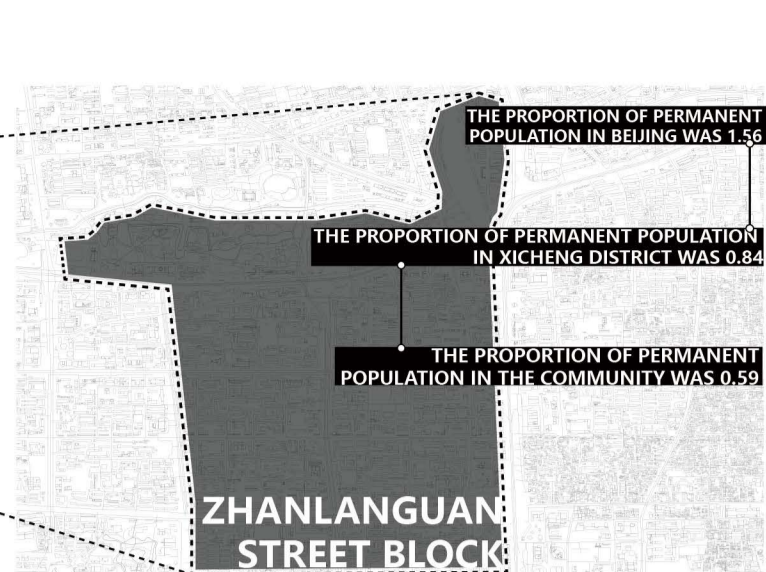 THE PROPORTION OF PERMANENT
POPULATION IN BEIJING WAS 1.56
THE PROPORTION OF PERMANENT POPULATION
IN XICHENG DISTRICT WAS 0.84
THE PROPORTION OF PERMANENT
POPULATION IN THE COMMUNITY WAS 0.59
ZHANLANGUAN
STREET BLOCK